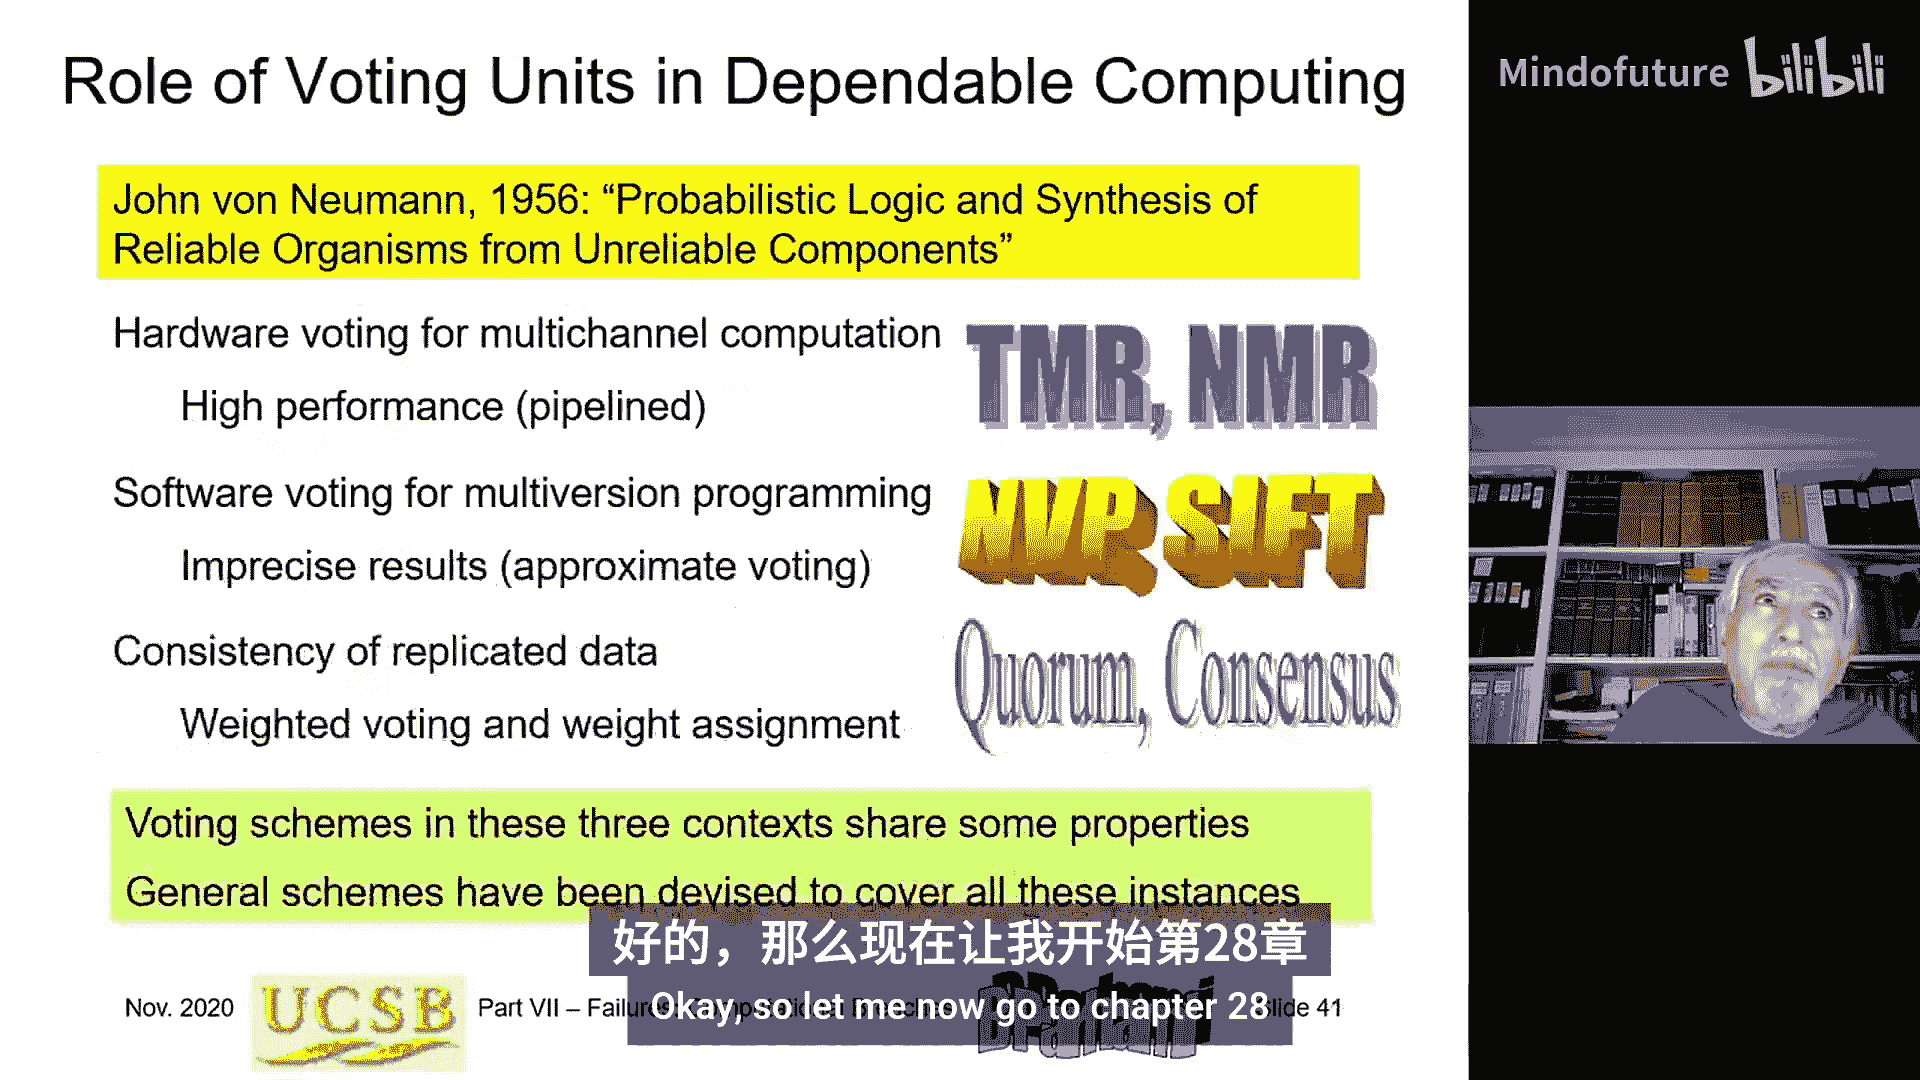 Role of Voting Units in Dependable Computing
Mindofuture bilibili
John von Neumann, 1956: “Probabilistic Logic and Synthesis of
Reliable Organisms from Unreliable Components”
Hardware voting for multichannel computation
TMR, NMR
High performance (pipelined)
Software voting for multiversion programming
NVP, SIFT
Imprecise results (approximate voting)
Consistency of replicated data
Quorum, Consensus
Weighted voting and weight assignment
Voting schemes in these three contexts share some properties
General schemes have been devised to cover all these instances
好的，那么现在让我开始第28章
Nov. 2020
UCSB
Part VII – Failures:
Slide 41
Okay, so let me now go to chapter 28